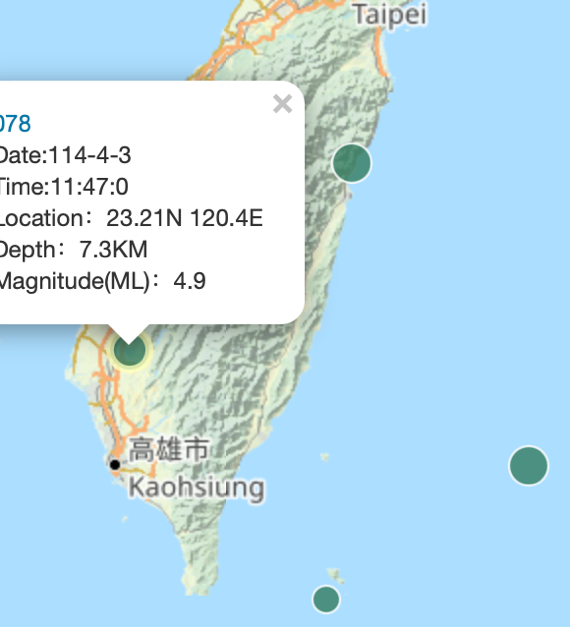 Taipei
×
078
Date:114-4-3
Time:11:47:0
Location：23.21N 120.4E
Depth：7.3KM
Magnitude(ML)：4.9
高雄市
Kaohsiung